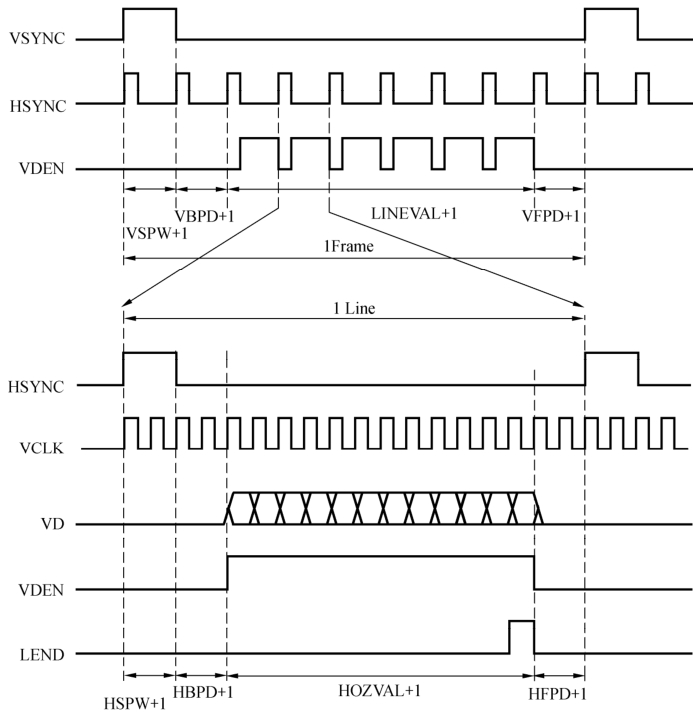 VSYNC
HSYNC
VDEN
VBPD+1
LINEVAL+1
VFPD+1
VSPW+1
1Frame
1 Line
HSYNC
VCLK
VD
VDEN
LEND
HSPW+1
HBPD+1
HOZVAL+1
HFPD+1